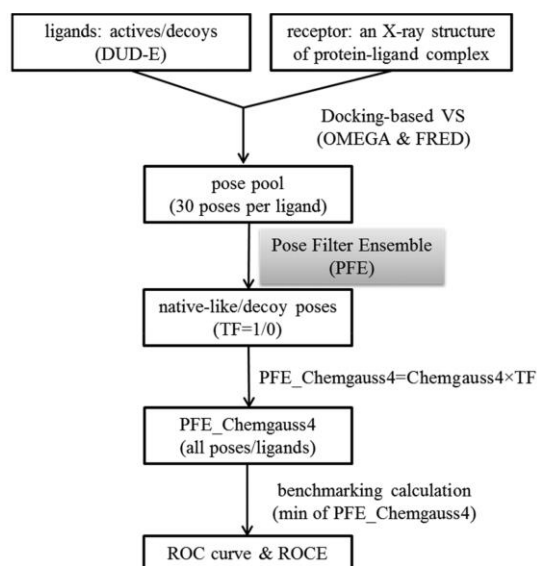 ligands: actives/decoys
(DUD-E)
receptor: an X-ray structure
of protein-ligand complex
Docking-based VS
(OMEGA & FRED)
pose pool
(30 poses per ligand)
Pose Filter Ensemble
(PFE)
native-like/decoy poses
(TF=1/0)
PFE_Chemgauss4=Chemgauss4×TF
PFE_Chemgauss4
(all poses/ligands)
benchmarking calculation
(min of PFE_Chemgauss4)
ROC curve & ROCE